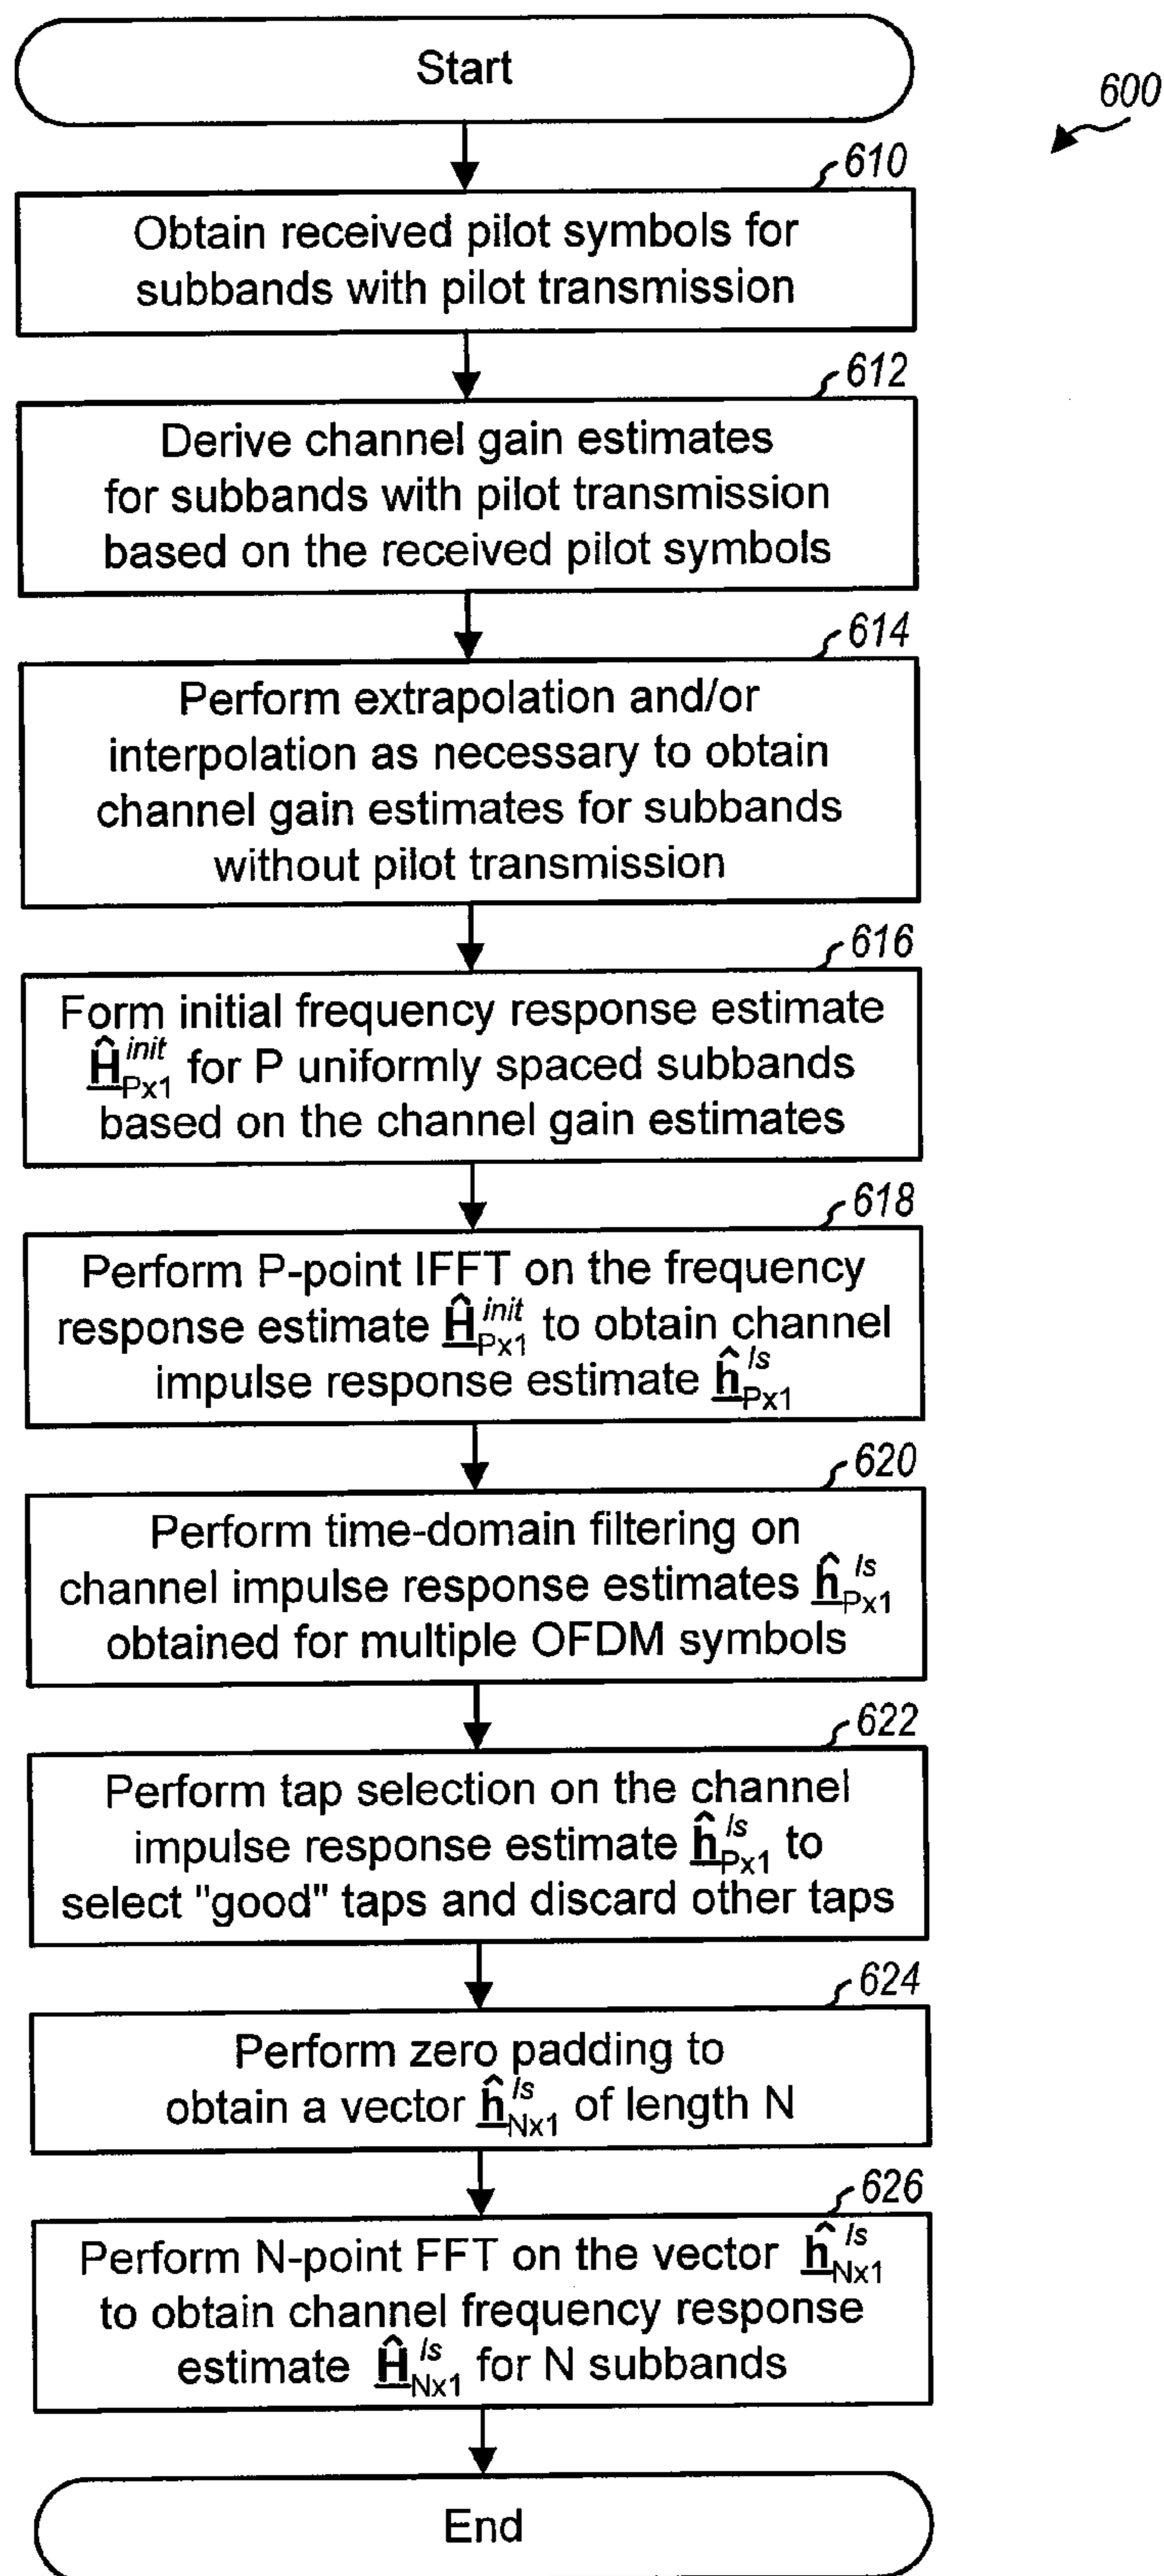 Start
600
610
Obtain received pilot symbols for
subbands with pilot transmission
612
Derive channel gain estimates
for subbands with pilot transmission
based on the received pilot symbols
614
Perform extrapolation and/or
interpolation as necessary to obtain
channel gain estimates for subbands
without pilot transmission
616
Form initial frequency response estimate
Ĥ^init_Px1 for P uniformly spaced subbands
based on the channel gain estimates
618
Perform P-point IFFT on the frequency
response estimate Ĥ^init_Px1 to obtain channel
impulse response estimate ĥ^ls_Px1
620
Perform time-domain filtering on
channel impulse response estimates ĥ^ls_Px1
obtained for multiple OFDM symbols
622
Perform tap selection on the channel
impulse response estimate ĥ^ls_Px1 to
select "good" taps and discard other taps
624
Perform zero padding to
obtain a vector ĥ^ls_Nx1 of length N
626
Perform N-point FFT on the vector ĥ^ls_Nx1
to obtain channel frequency response
estimate Ĥ^ls_Nx1 for N subbands
End